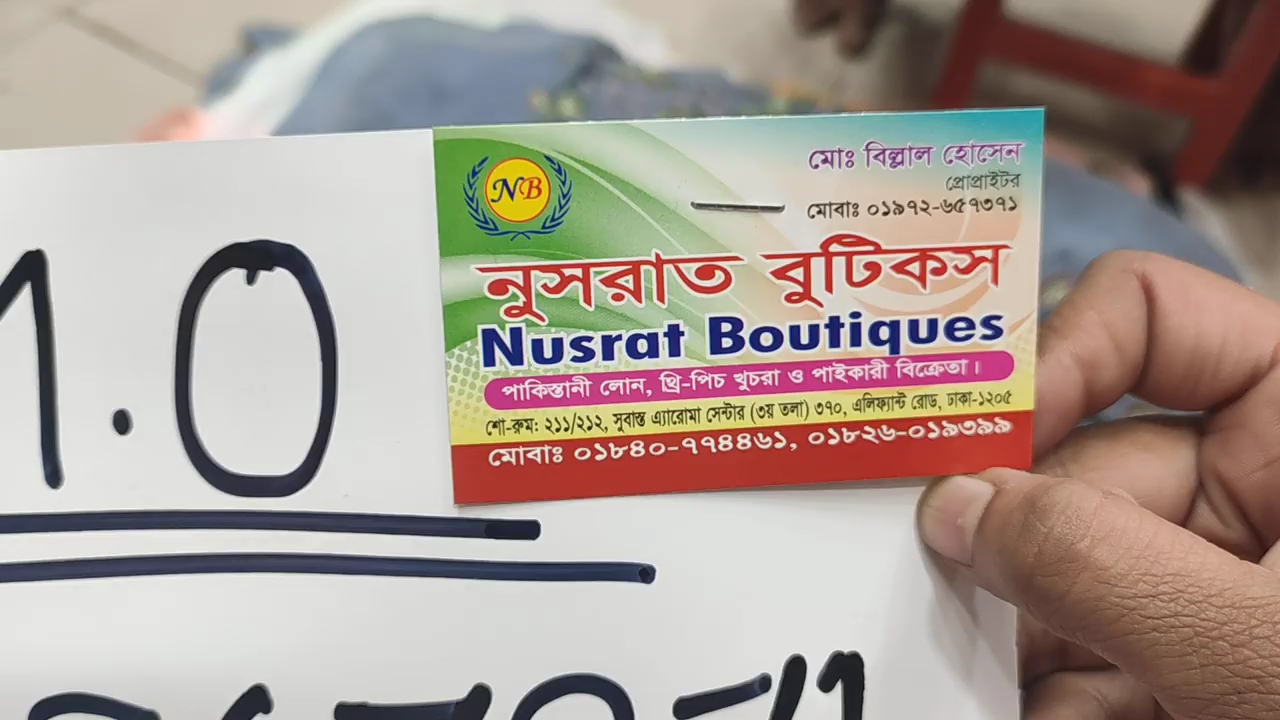 NB
মোঃ বিল্লাল হোসেন
প্রোপ্রাইটর
মোবাঃ ০১৯৭২-৬৫৭৩৭১
নুসরাত বুটিকস
Nusrat Boutiques
পাকিস্তানী লোন, থ্রি-পিচ খুচরা ও পাইকারী বিক্রেতা।
শো-রুম: ২১১/২১২, সুবাস্ত এ্যারোমা সেন্টার (৩য় তলা) ৩৭০, এলিফ্যান্ট রোড, ঢাকা-১২০৫
মোবাঃ ০১৮৪০-৭৭৪৪৬১, ০১৮২৬-০১৯৩৯৯
1.0